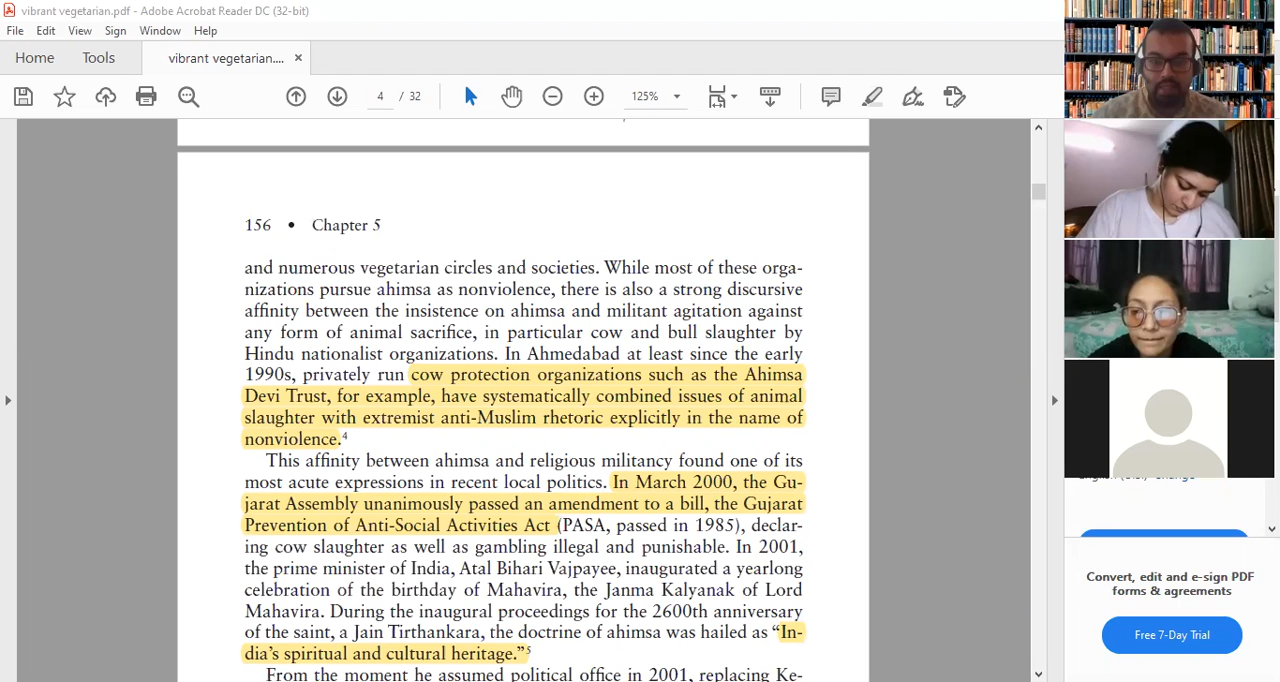 vibrant vegetarian.pdf - Adobe Acrobat Reader DC (32-bit)
File Edit View Sign Window Help
Home Tools vibrant vegetarian.... ×
4 / 32 125%
156 • Chapter 5
and numerous vegetarian circles and societies. While most of these orga-
nizations pursue ahimsa as nonviolence, there is also a strong discursive
affinity between the insistence on ahimsa and militant agitation against
any form of animal sacrifice, in particular cow and bull slaughter by
Hindu nationalist organizations. In Ahmedabad at least since the early
1990s, privately run cow protection organizations such as the Ahimsa
Devi Trust, for example, have systematically combined issues of animal
slaughter with extremist anti-Muslim rhetoric explicitly in the name of
nonviolence.4
This affinity between ahimsa and religious militancy found one of its
most acute expressions in recent local politics. In March 2000, the Gu-
jarat Assembly unanimously passed an amendment to a bill, the Gujarat
Prevention of Anti-Social Activities Act (PASA, passed in 1985), declar-
ing cow slaughter as well as gambling illegal and punishable. In 2001,
the prime minister of India, Atal Bihari Vajpayee, inaugurated a yearlong
celebration of the birthday of Mahavira, the Janma Kalyanak of Lord
Mahavira. During the inaugural proceedings for the 2600th anniversary
of the saint, a Jain Tirthankara, the doctrine of ahimsa was hailed as “In-
dia’s spiritual and cultural heritage.”5
From the moment he assumed political office in 2001, replacing Ke-
Convert, edit and e-sign PDF
forms & agreements
Free 7-Day Trial